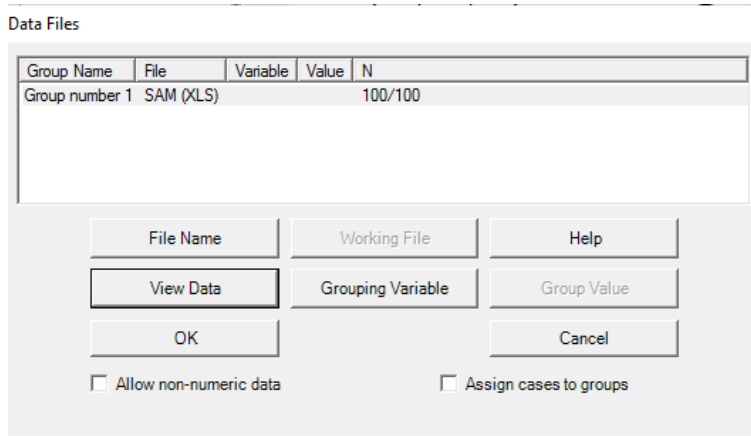 Data Files
Group Name File Variable Value N
Group number 1 SAM (XLS) 100/100
File Name Working File Help
View Data Grouping Variable Group Value
OK Cancel
Allow non-numeric data Assign cases to groups